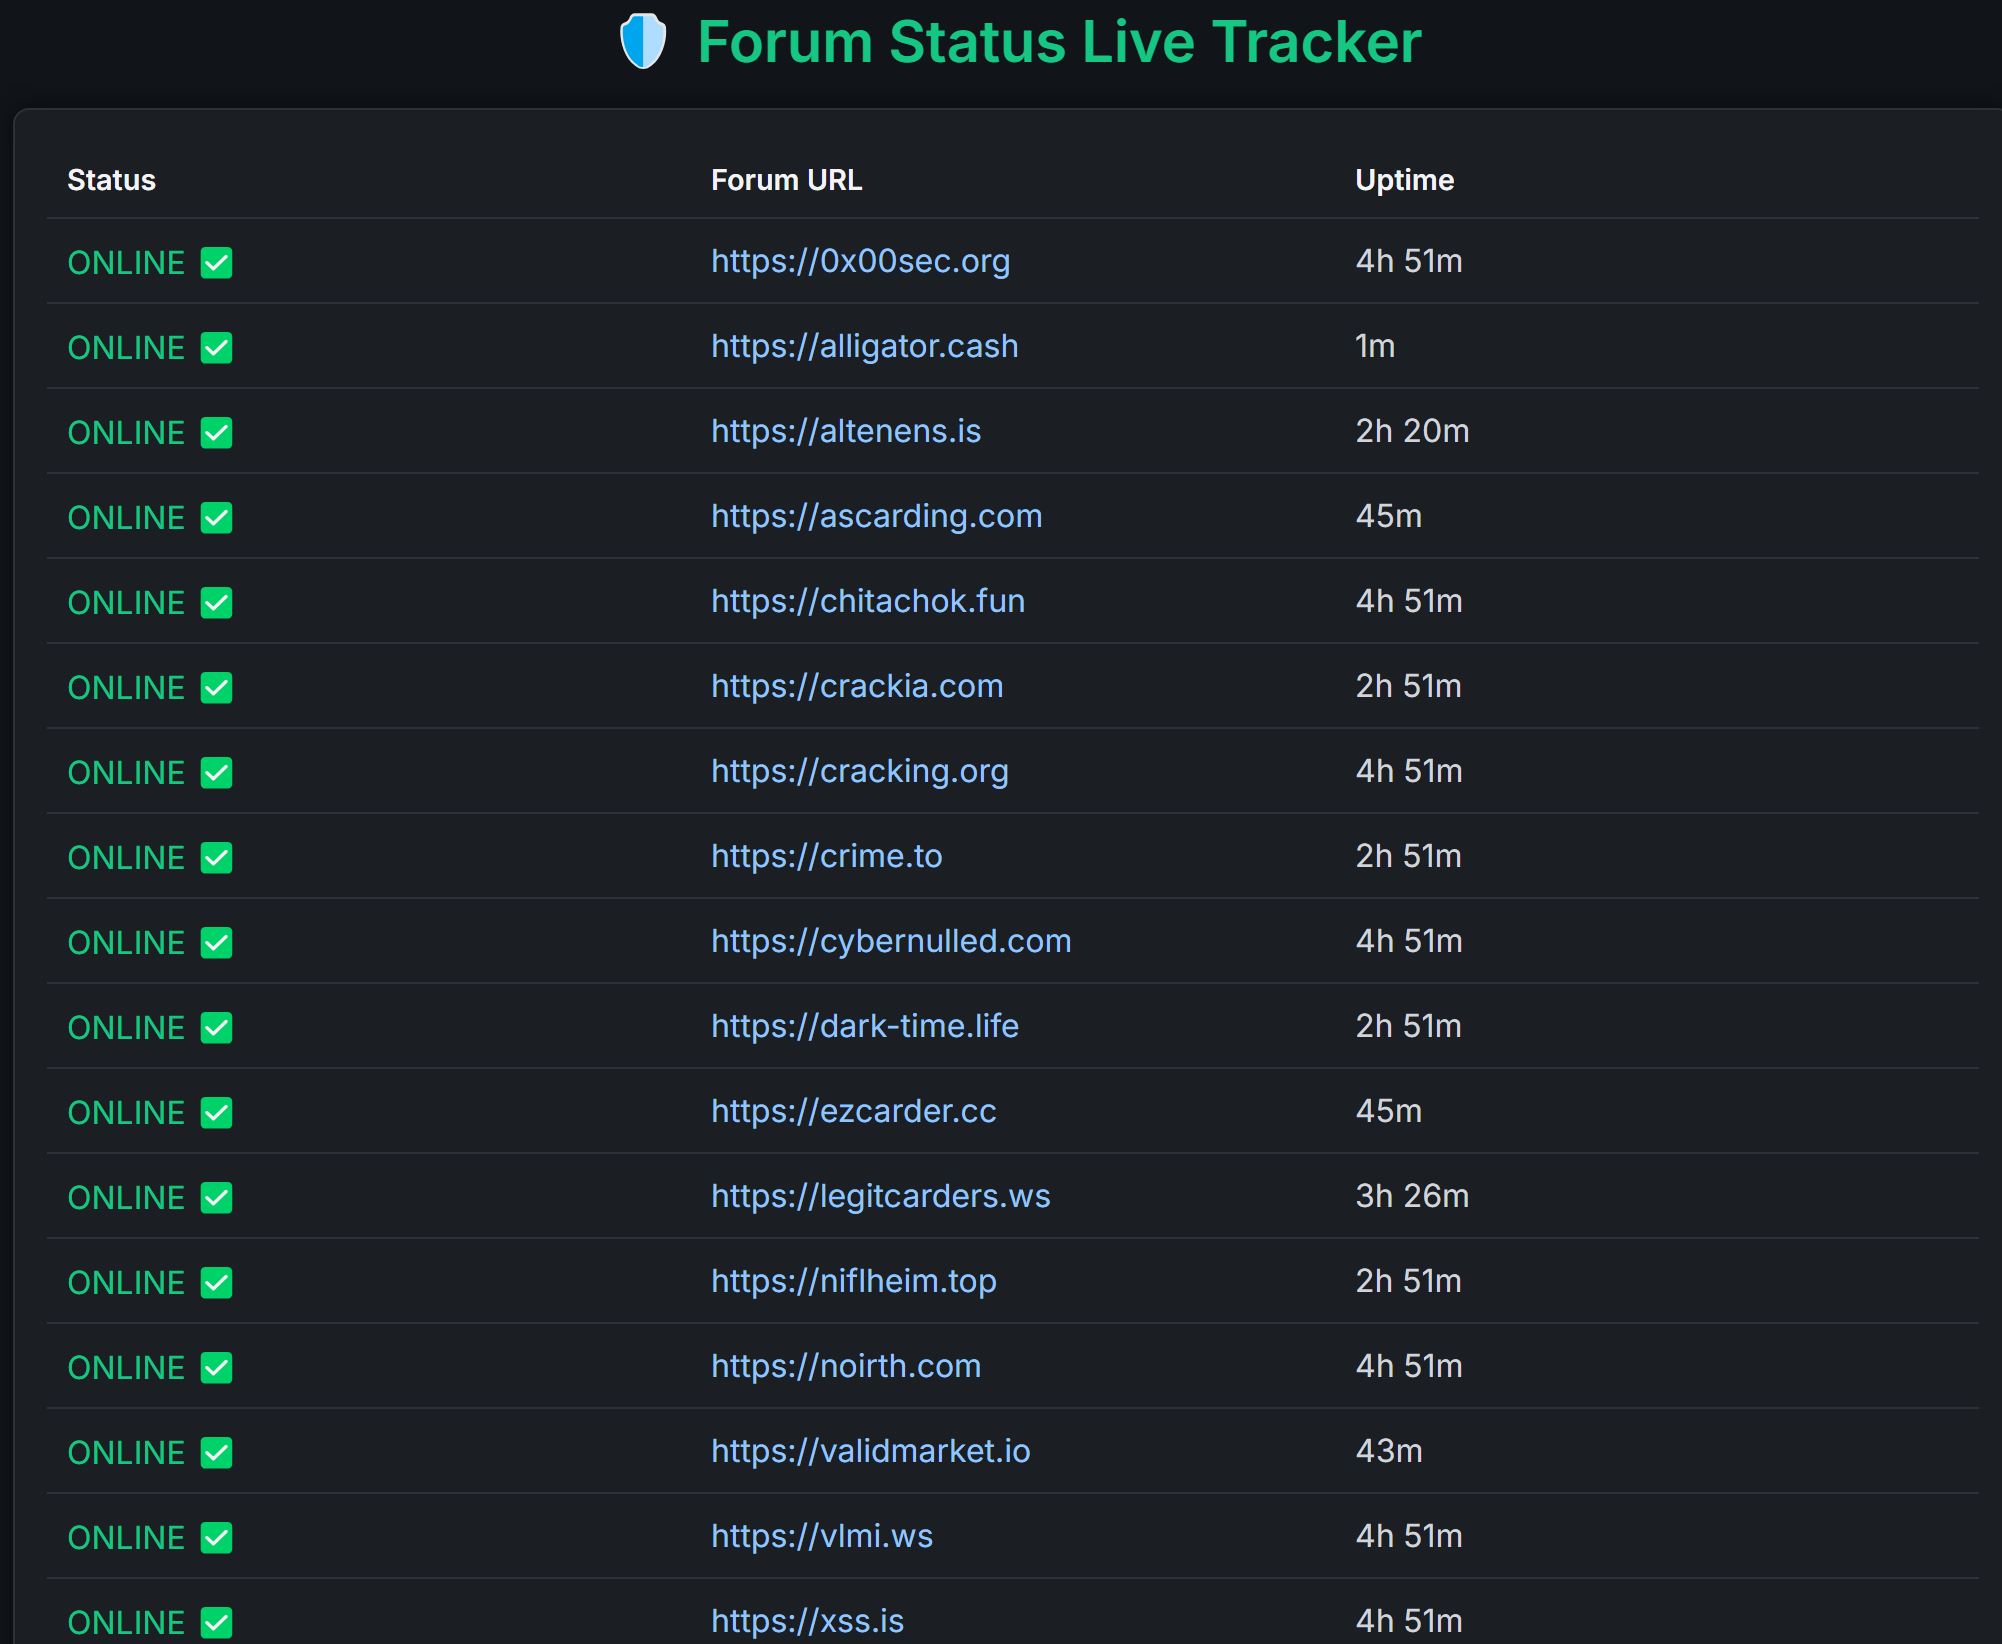 Forum Status Live Tracker
Status Forum URL Uptime
ONLINE https://0x00sec.org 4h 51m
ONLINE https://alligator.cash 1m
ONLINE https://altenens.is 2h 20m
ONLINE https://ascarding.com 45m
ONLINE https://chitachok.fun 4h 51m
ONLINE https://crackia.com 2h 51m
ONLINE https://cracking.org 4h 51m
ONLINE https://crime.to 2h 51m
ONLINE https://cybernulled.com 4h 51m
ONLINE https://dark-time.life 2h 51m
ONLINE https://ezcarder.cc 45m
ONLINE https://legitcarders.ws 3h 26m
ONLINE https://niflheim.top 2h 51m
ONLINE https://noirth.com 4h 51m
ONLINE https://validmarket.io 43m
ONLINE https://vlmi.ws 4h 51m
ONLINE https://xss.is 4h 51m